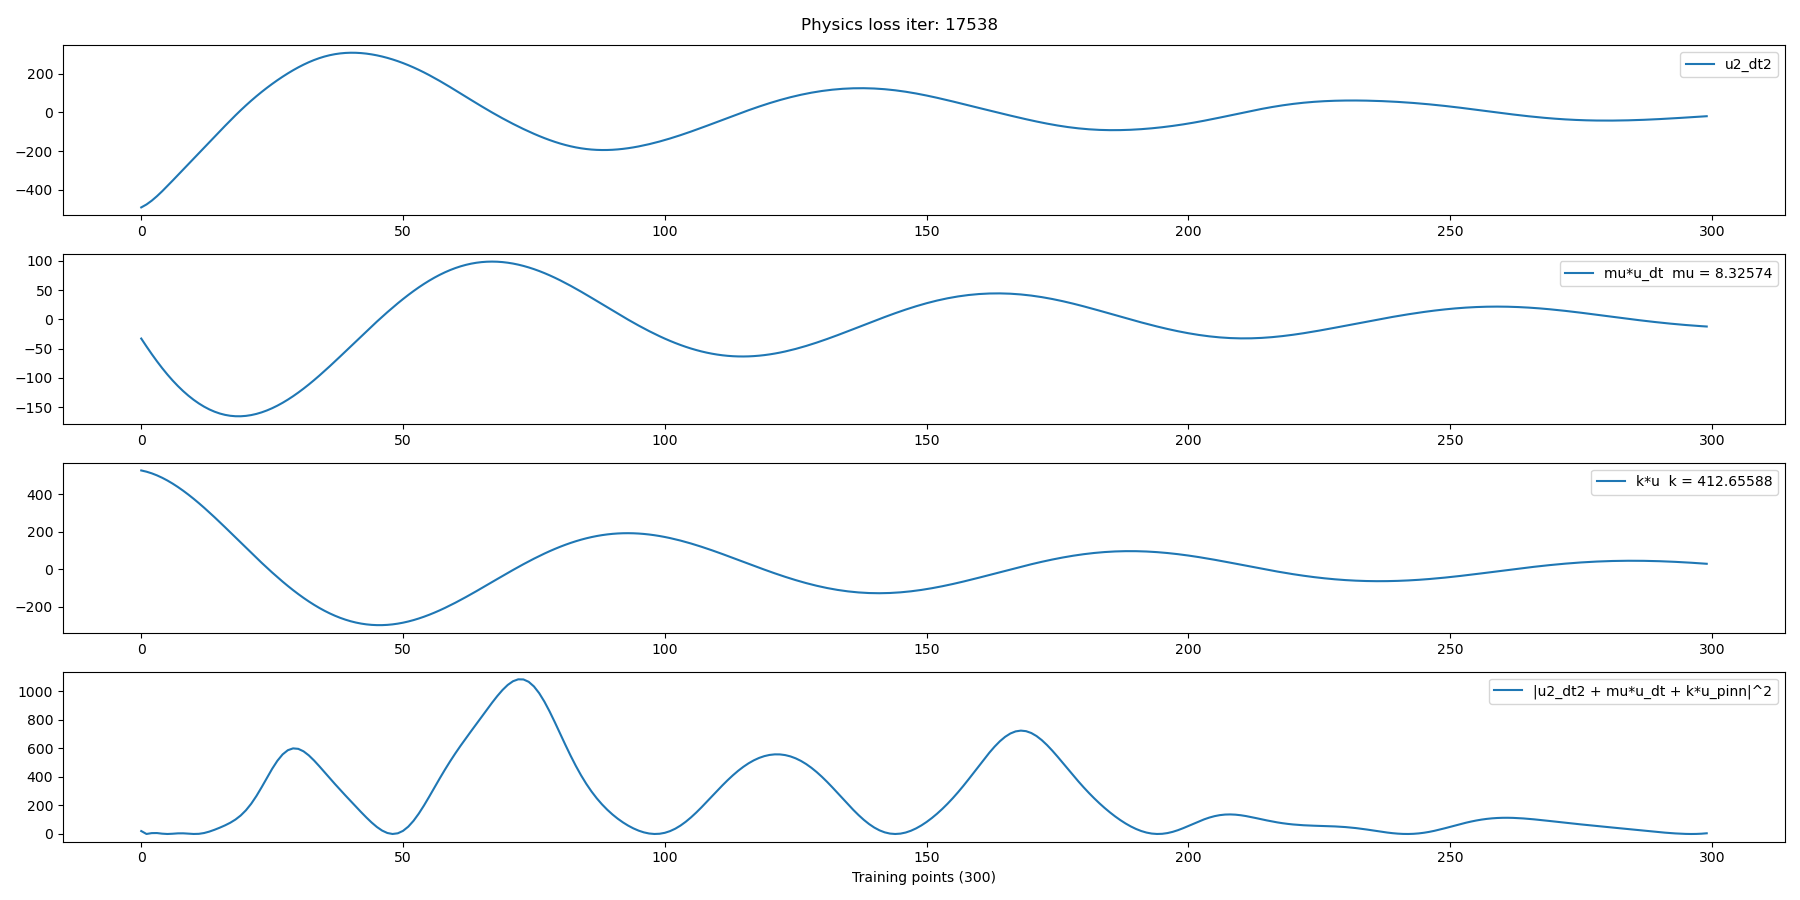 Physics loss iter: 17538
200
0
−200
−400
u2_dt2
0 50 100 150 200 250 300
100
50
0
−50
−100
−150
mu*u_dt  mu = 8.32574
0 50 100 150 200 250 300
400
200
0
−200
k*u  k = 412.65588
0 50 100 150 200 250 300
1000
800
600
400
200
0
|u2_dt2 + mu*u_dt + k*u_pinn|^2
0 50 100 150 200 250 300
Training points (300)